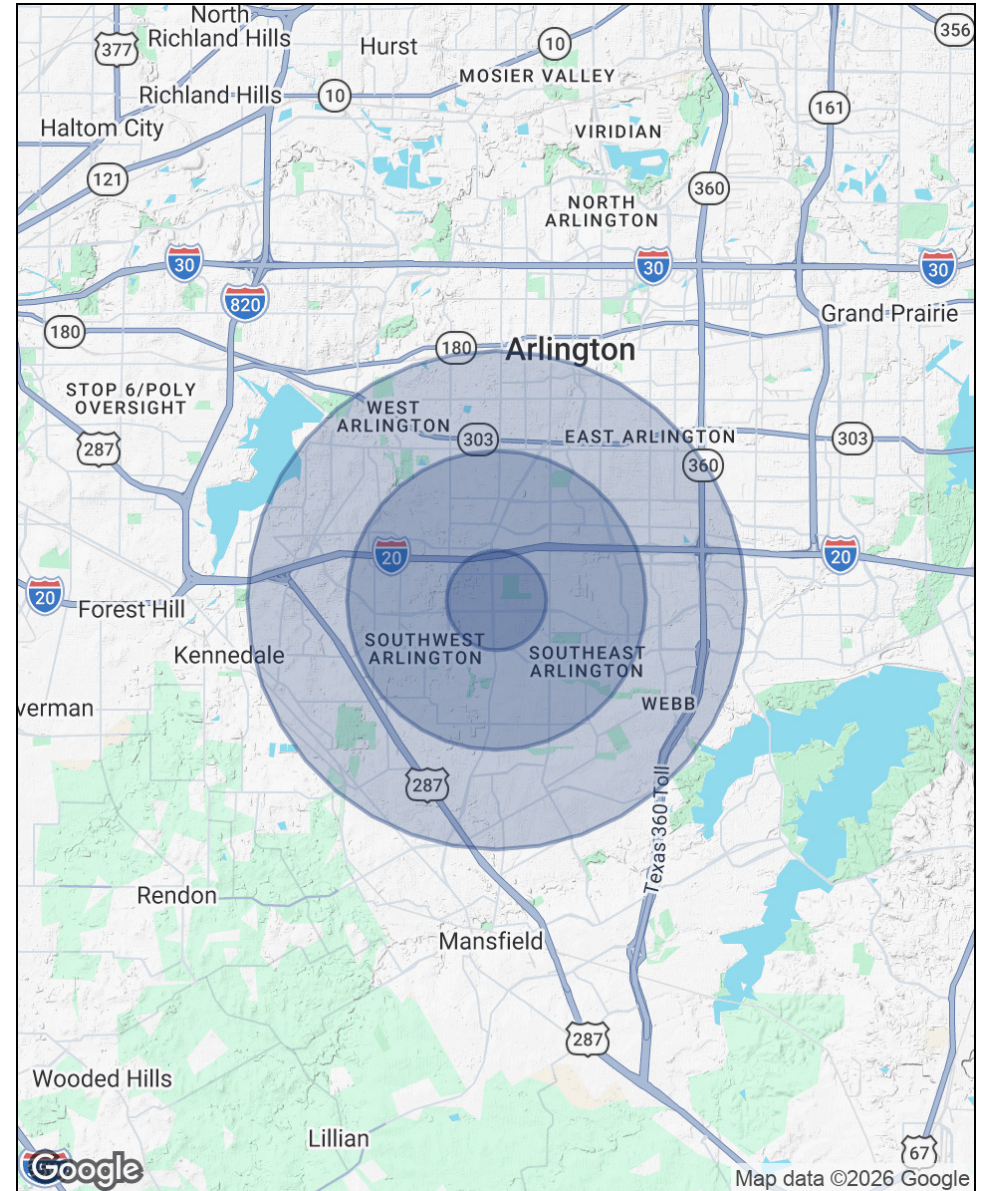 North
Richland Hills
377
Hurst
10
356
MOSIER VALLEY
Richland Hills
10
161
Haltom City
VIRIDIAN
121
360
NORTH
ARLINGTON
30
30
30
820
Grand Prairie
180
180
Arlington
STOP 6/POLY
OVERSIGHT
WEST
ARLINGTON
303
EAST ARLINGTON
303
287
360
20
20
20
Forest Hill
SOUTHWEST
ARLINGTON
SOUTHEAST
ARLINGTON
Kennedale
verman
WEBB
287
Texas 360 Toll
Rendon
Mansfield
287
Wooded Hills
Lillian
67
Google
Map data ©2026 Google